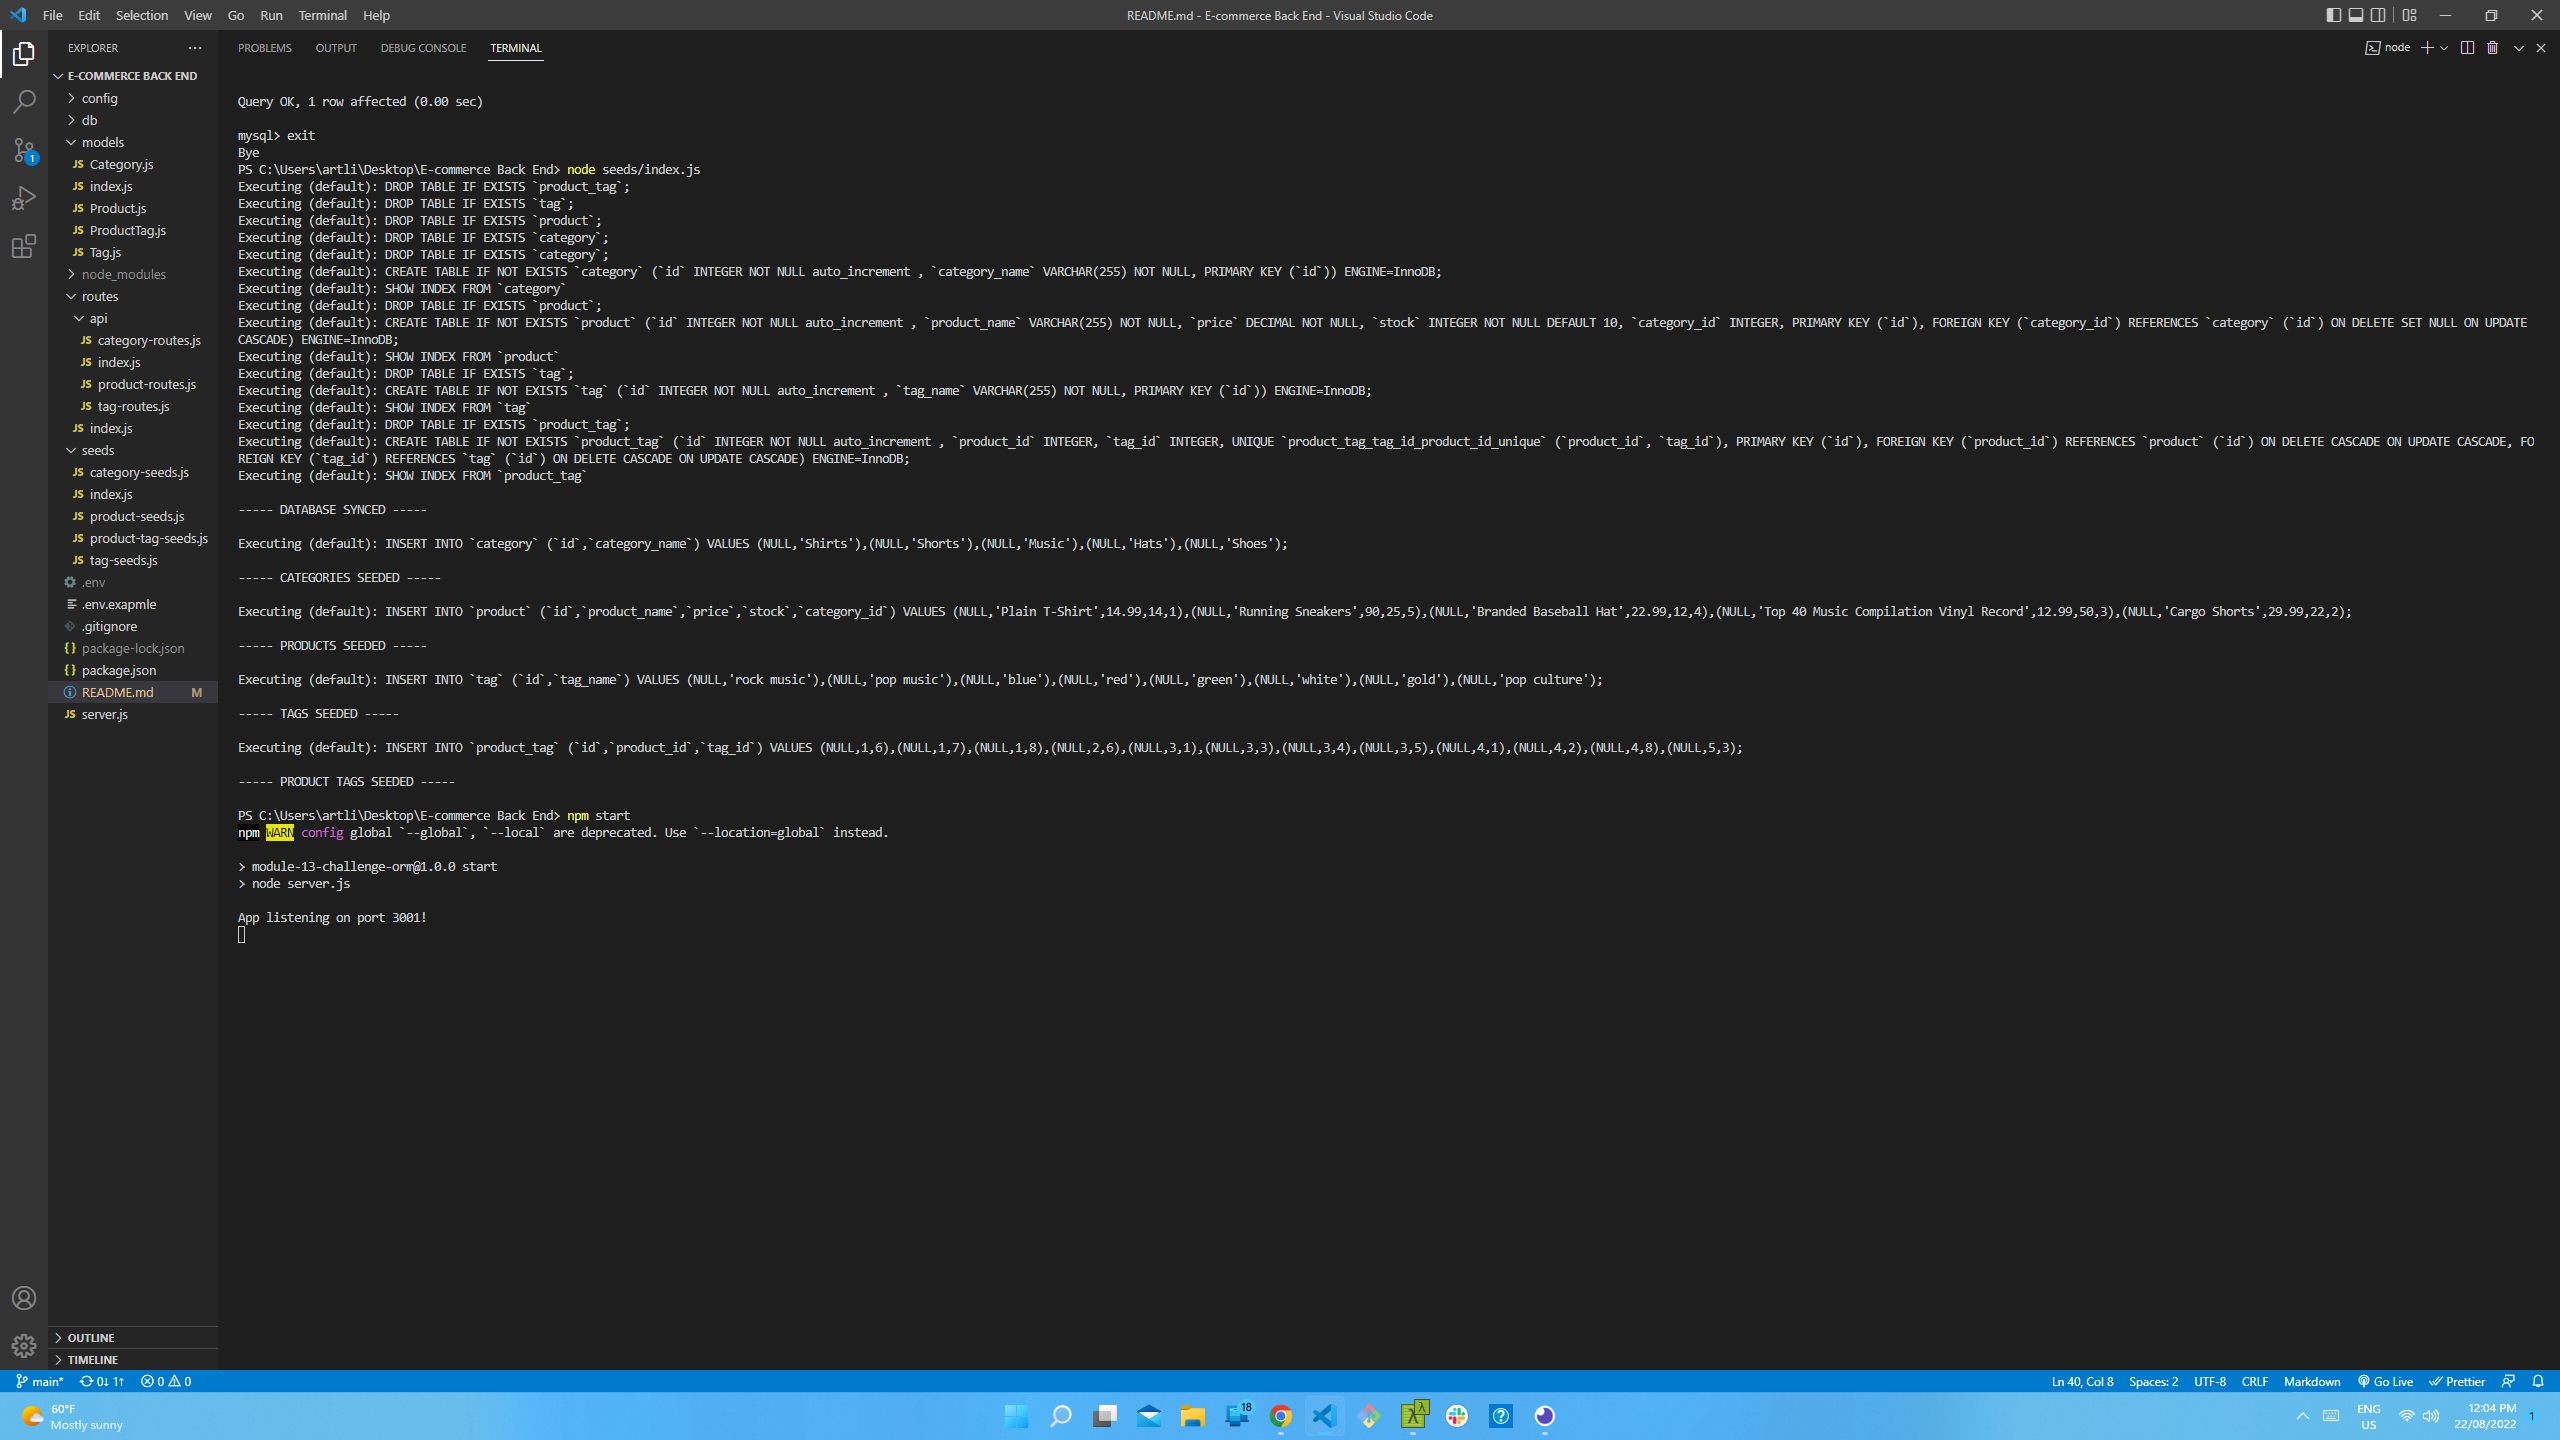 File Edit Selection View Go Run Terminal Help
README.md - E-commerce Back End - Visual Studio Code
EXPLORER
E-COMMERCE BACK END
config
db
models
JS Category.js
JS index.js
JS Product.js
JS ProductTag.js
JS Tag.js
node_modules
routes
api
JS category-routes.js
JS index.js
JS product-routes.js
JS tag-routes.js
JS index.js
seeds
JS category-seeds.js
JS index.js
JS product-seeds.js
JS product-tag-seeds.js
JS tag-seeds.js
.env
.env.exapmle
.gitignore
{} package-lock.json
{} package.json
README.md M
JS server.js
OUTLINE
TIMELINE
1
PROBLEMS OUTPUT DEBUG CONSOLE TERMINAL
node
Query OK, 1 row affected (0.00 sec)
mysql> exit
Bye
PS C:\Users\artli\Desktop\E-commerce Back End> node seeds/index.js
Executing (default): DROP TABLE IF EXISTS `product_tag`;
Executing (default): DROP TABLE IF EXISTS `tag`;
Executing (default): DROP TABLE IF EXISTS `product`;
Executing (default): DROP TABLE IF EXISTS `category`;
Executing (default): DROP TABLE IF EXISTS `category`;
Executing (default): CREATE TABLE IF NOT EXISTS `category` (`id` INTEGER NOT NULL auto_increment , `category_name` VARCHAR(255) NOT NULL, PRIMARY KEY (`id`)) ENGINE=InnoDB;
Executing (default): SHOW INDEX FROM `category`
Executing (default): DROP TABLE IF EXISTS `product`;
Executing (default): CREATE TABLE IF NOT EXISTS `product` (`id` INTEGER NOT NULL auto_increment , `product_name` VARCHAR(255) NOT NULL, `price` DECIMAL NOT NULL, `stock` INTEGER NOT NULL DEFAULT 10, `category_id` INTEGER, PRIMARY KEY (`id`), FOREIGN KEY (`category_id`) REFERENCES `category` (`id`) ON DELETE SET NULL ON UPDATE
CASCADE) ENGINE=InnoDB;
Executing (default): SHOW INDEX FROM `product`
Executing (default): DROP TABLE IF EXISTS `tag`;
Executing (default): CREATE TABLE IF NOT EXISTS `tag` (`id` INTEGER NOT NULL auto_increment , `tag_name` VARCHAR(255) NOT NULL, PRIMARY KEY (`id`)) ENGINE=InnoDB;
Executing (default): SHOW INDEX FROM `tag`
Executing (default): DROP TABLE IF EXISTS `product_tag`;
Executing (default): CREATE TABLE IF NOT EXISTS `product_tag` (`id` INTEGER NOT NULL auto_increment , `product_id` INTEGER, `tag_id` INTEGER, UNIQUE `product_tag_tag_id_product_id_unique` (`product_id`, `tag_id`), PRIMARY KEY (`id`), FOREIGN KEY (`product_id`) REFERENCES `product` (`id`) ON DELETE CASCADE ON UPDATE CASCADE, FO
REIGN KEY (`tag_id`) REFERENCES `tag` (`id`) ON DELETE CASCADE ON UPDATE CASCADE) ENGINE=InnoDB;
Executing (default): SHOW INDEX FROM `product_tag`
----- DATABASE SYNCED -----
Executing (default): INSERT INTO `category` (`id`,`category_name`) VALUES (NULL,'Shirts'),(NULL,'Shorts'),(NULL,'Music'),(NULL,'Hats'),(NULL,'Shoes');
----- CATEGORIES SEEDED -----
Executing (default): INSERT INTO `product` (`id`,`product_name`,`price`,`stock`,`category_id`) VALUES (NULL,'Plain T-Shirt',14.99,14,1),(NULL,'Running Sneakers',90,25,5),(NULL,'Branded Baseball Hat',22.99,12,4),(NULL,'Top 40 Music Compilation Vinyl Record',12.99,50,3),(NULL,'Cargo Shorts',29.99,22,2);
----- PRODUCTS SEEDED -----
Executing (default): INSERT INTO `tag` (`id`,`tag_name`) VALUES (NULL,'rock music'),(NULL,'pop music'),(NULL,'blue'),(NULL,'red'),(NULL,'green'),(NULL,'white'),(NULL,'gold'),(NULL,'pop culture');
----- TAGS SEEDED -----
Executing (default): INSERT INTO `product_tag` (`id`,`product_id`,`tag_id`) VALUES (NULL,1,6),(NULL,1,7),(NULL,1,8),(NULL,2,6),(NULL,3,1),(NULL,3,3),(NULL,3,4),(NULL,3,5),(NULL,4,1),(NULL,4,2),(NULL,4,8),(NULL,5,3);
----- PRODUCT TAGS SEEDED -----
PS C:\Users\artli\Desktop\E-commerce Back End> npm start
npm WARN config global `--global`, `--local` are deprecated. Use `--location=global` instead.
> module-13-challenge-orm@1.0.0 start
> node server.js
App listening on port 3001!
main* 0↓ 1↑ 0 0
Ln 40, Col 8 Spaces: 2 UTF-8 CRLF Markdown Go Live Prettier
60°F
Mostly sunny
18
λ λ
ENG
US
12:04 PM
22/08/2022
1